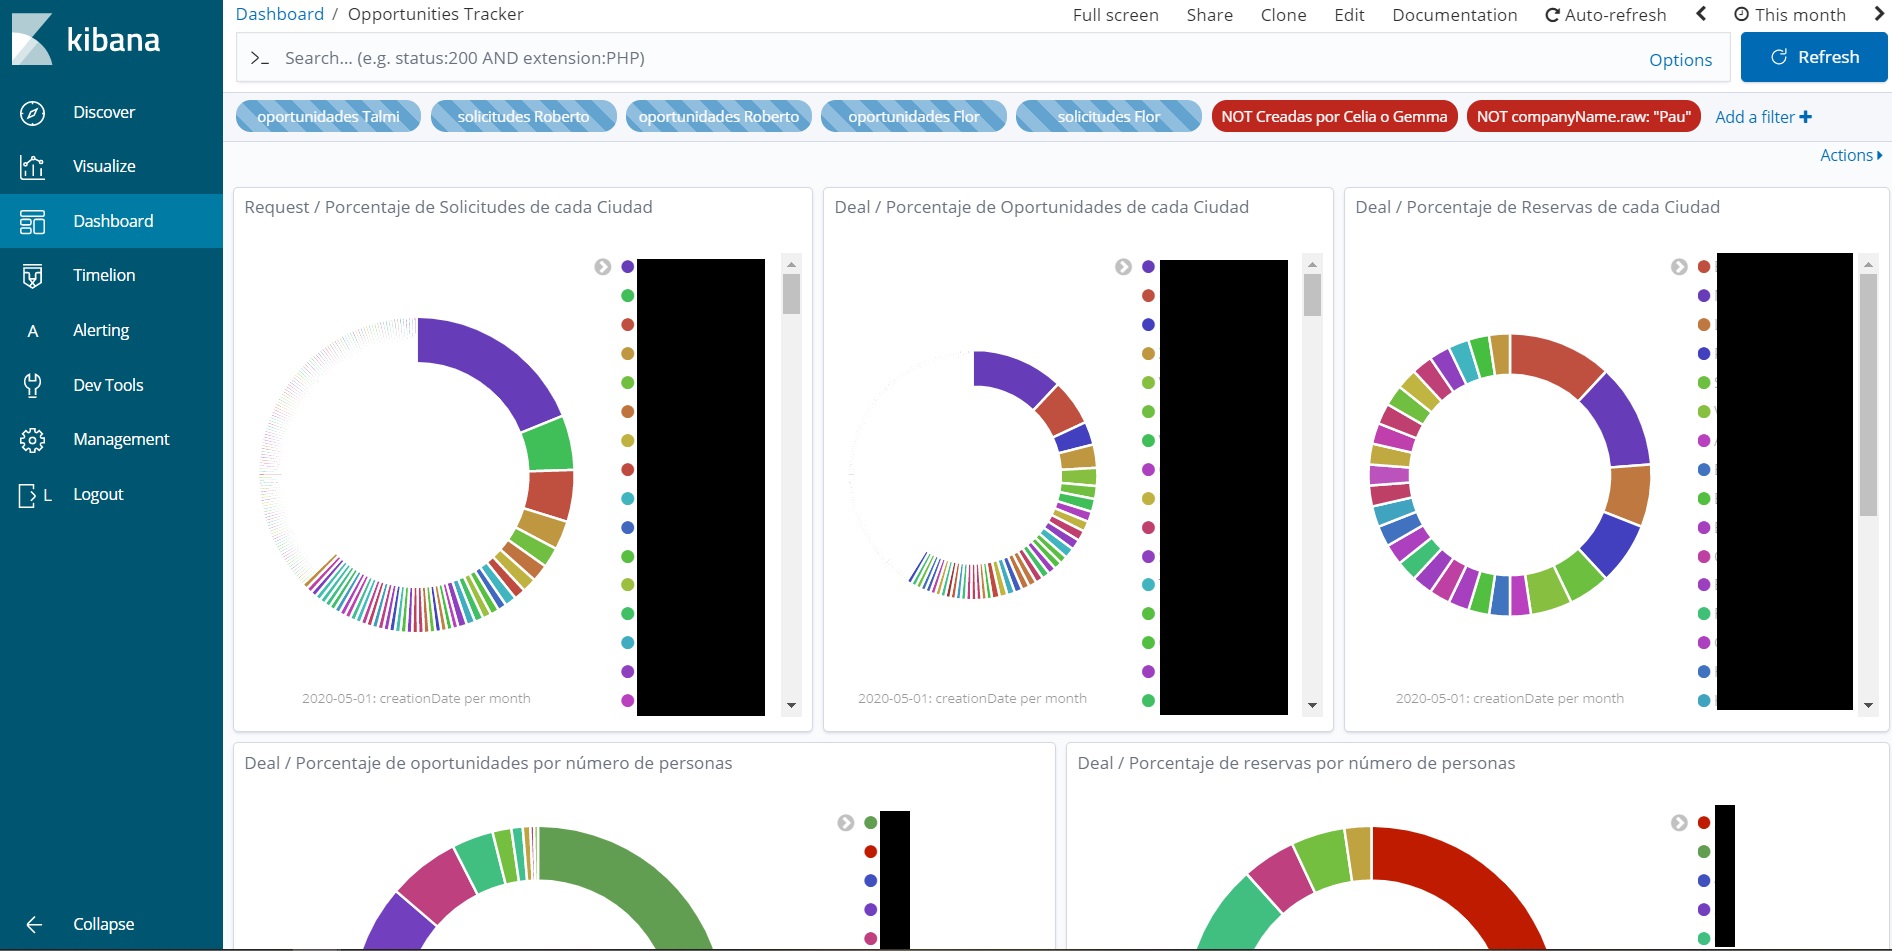 kibana
Discover
Visualize
Dashboard
Timelion
A Alerting
Dev Tools
Management
L Logout
Collapse
Dashboard / Opportunities Tracker
Full screen Share Clone Edit Documentation Auto-refresh This month
>_ Search... (e.g. status:200 AND extension:PHP) Options Refresh
oportunidades Talmi solicitudes Roberto oportunidades Roberto oportunidades Flor solicitudes Flor NOT Creadas por Celia o Gemma NOT companyName.raw: "Pau" Add a filter +
Actions
Request / Porcentaje de Solicitudes de cada Ciudad
2020-05-01: creationDate per month
Deal / Porcentaje de Oportunidades de cada Ciudad
2020-05-01: creationDate per month
Deal / Porcentaje de Reservas de cada Ciudad
2020-05-01: creationDate per month
Deal / Porcentaje de oportunidades por número de personas
Deal / Porcentaje de reservas por número de personas